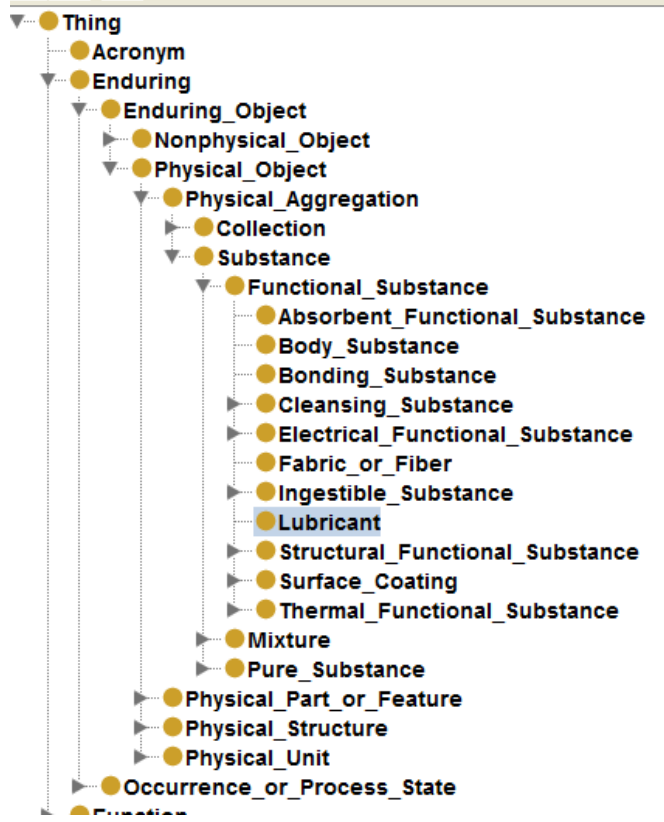 Thing
Acronym
Enduring
Enduring_Object
Nonphysical_Object
Physical_Object
Physical_Aggregation
Collection
Substance
Functional_Substance
Absorbent_Functional_Substance
Body_Substance
Bonding_Substance
Cleansing_Substance
Electrical_Functional_Substance
Fabric_or_Fiber
Ingestible_Substance
Lubricant
Structural_Functional_Substance
Surface_Coating
Thermal_Functional_Substance
Mixture
Pure_Substance
Physical_Part_or_Feature
Physical_Structure
Physical_Unit
Occurrence_or_Process_State
Function